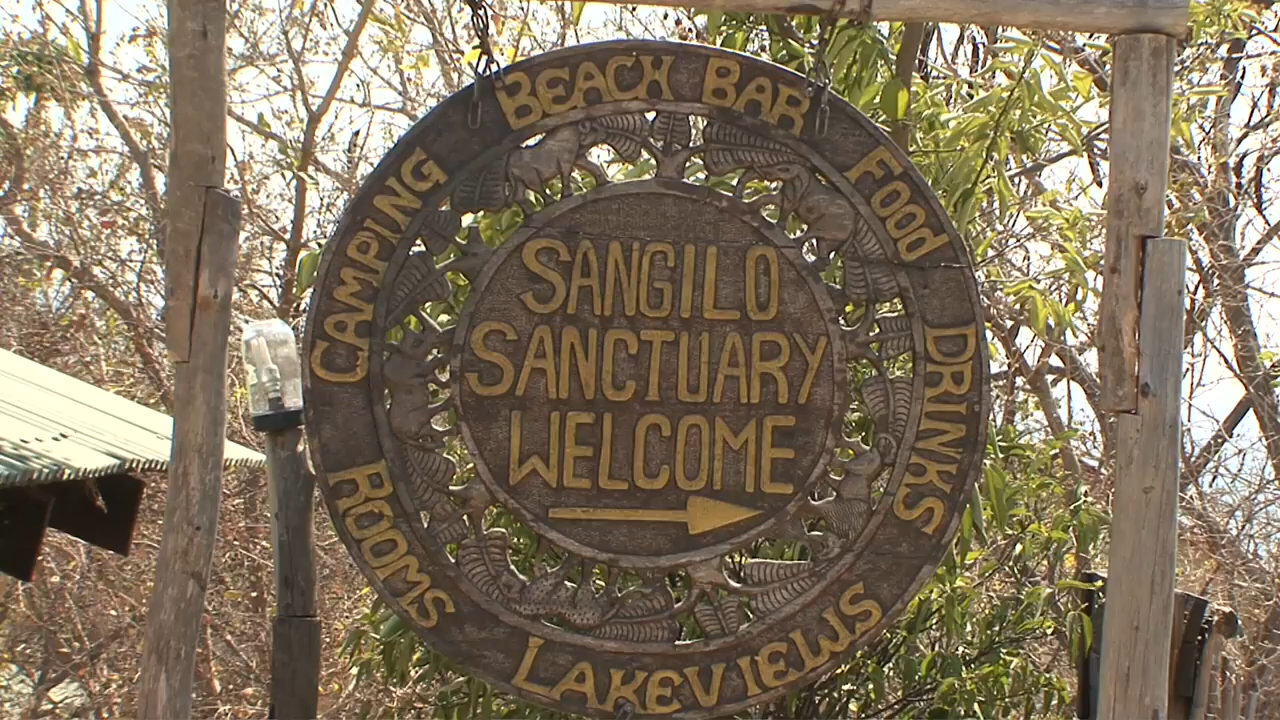 BEACH BAR
FOOD
DRINKS
LAKEVIEWS
ROOMS
CAMPING
SANGILO
SANCTUARY
WELCOME